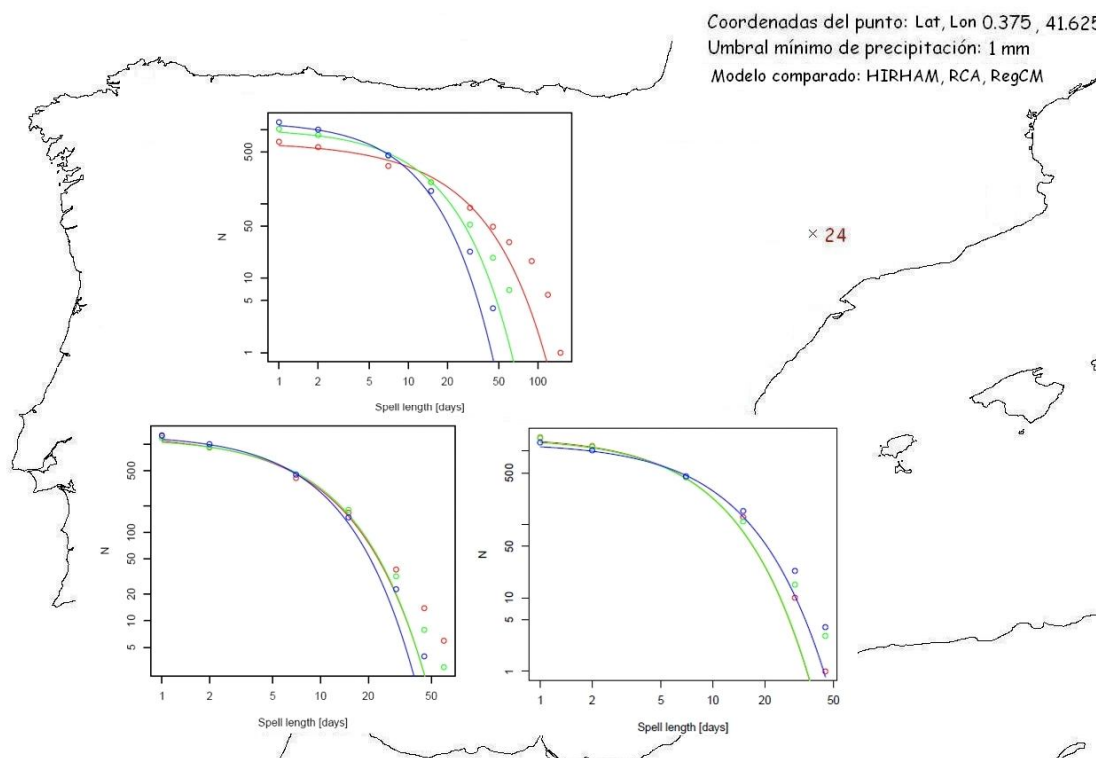 Coordenadas del punto: Lat, Lon 0.375 , 41.625
Umbral mínimo de precipitación: 1 mm
Modelo comparado: HIRHAM, RCA, RegCM
24
500
50
10
5
1
N
1 2 5 10 20 50 100
Spell length [days]
500
100
50
20
10
5
N
1 2 5 10 20 50
Spell length [days]
500
50
10
5
1
N
1 2 5 10 20 50
Spell length [days]